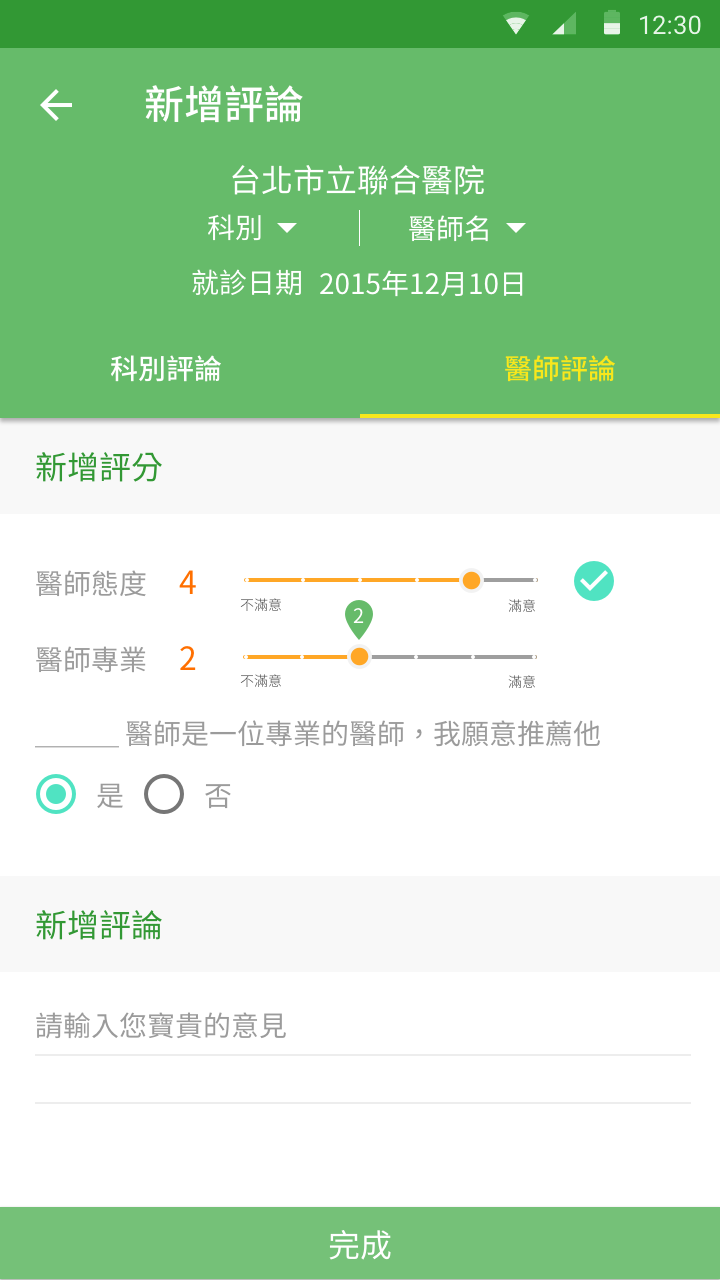 12:30
新增評論
台北市立聯合醫院
科別 醫師名
就診日期 2015年12月10日
科別評論 醫師評論
新增評分
醫師態度 4
不滿意 滿意
2
醫師專業 2
不滿意 滿意
______ 醫師是一位專業的醫師，我願意推薦他
是 否
新增評論
請輸入您寶貴的意見
完成